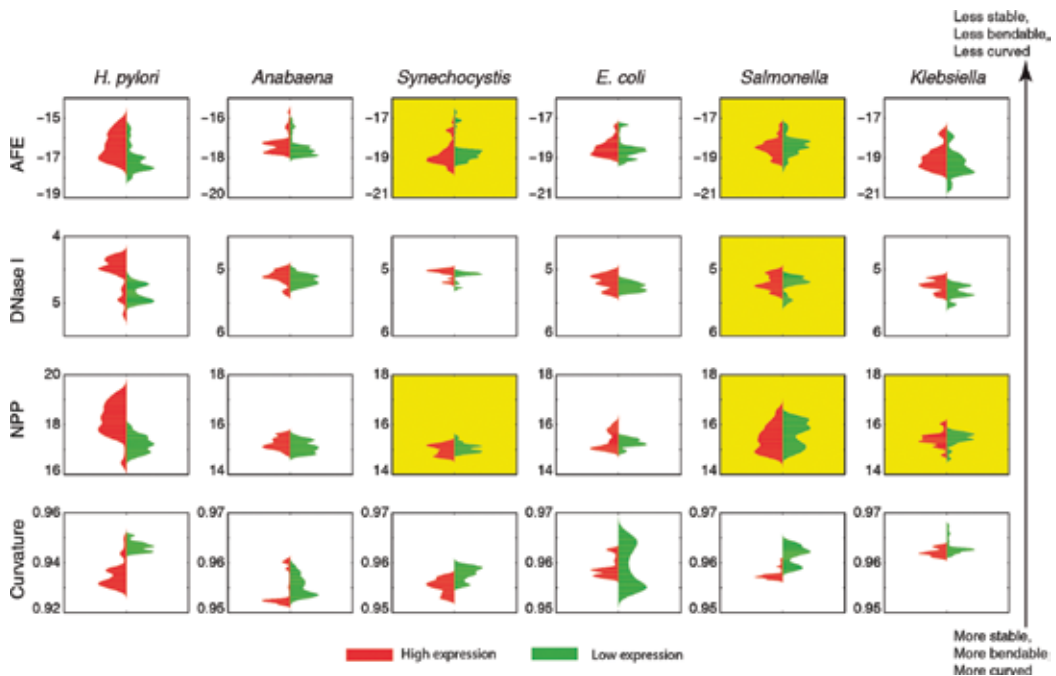 Less stable,
Less bendable,
Less curved
H. pylori Anabaena Synechocystis E. coli Salmonella Klebsiella
AFE
−15 −17 −19
−16 −18 −20
−17 −19 −21
−17 −19 −21
−17 −19 −21
−17 −19 −21
DNase I
4 5
5 6
5 6
5 6
5 6
5 6
NPP
20 18 16
18 16 14
18 16 14
18 16 14
18 16 14
18 16 14
Curvature
0.96 0.94 0.92
0.97 0.96 0.95
0.97 0.96 0.95
0.97 0.96 0.95
0.97 0.96 0.95
0.97 0.96 0.95
High expression Low expression
More stable,
More bendable,
More curved